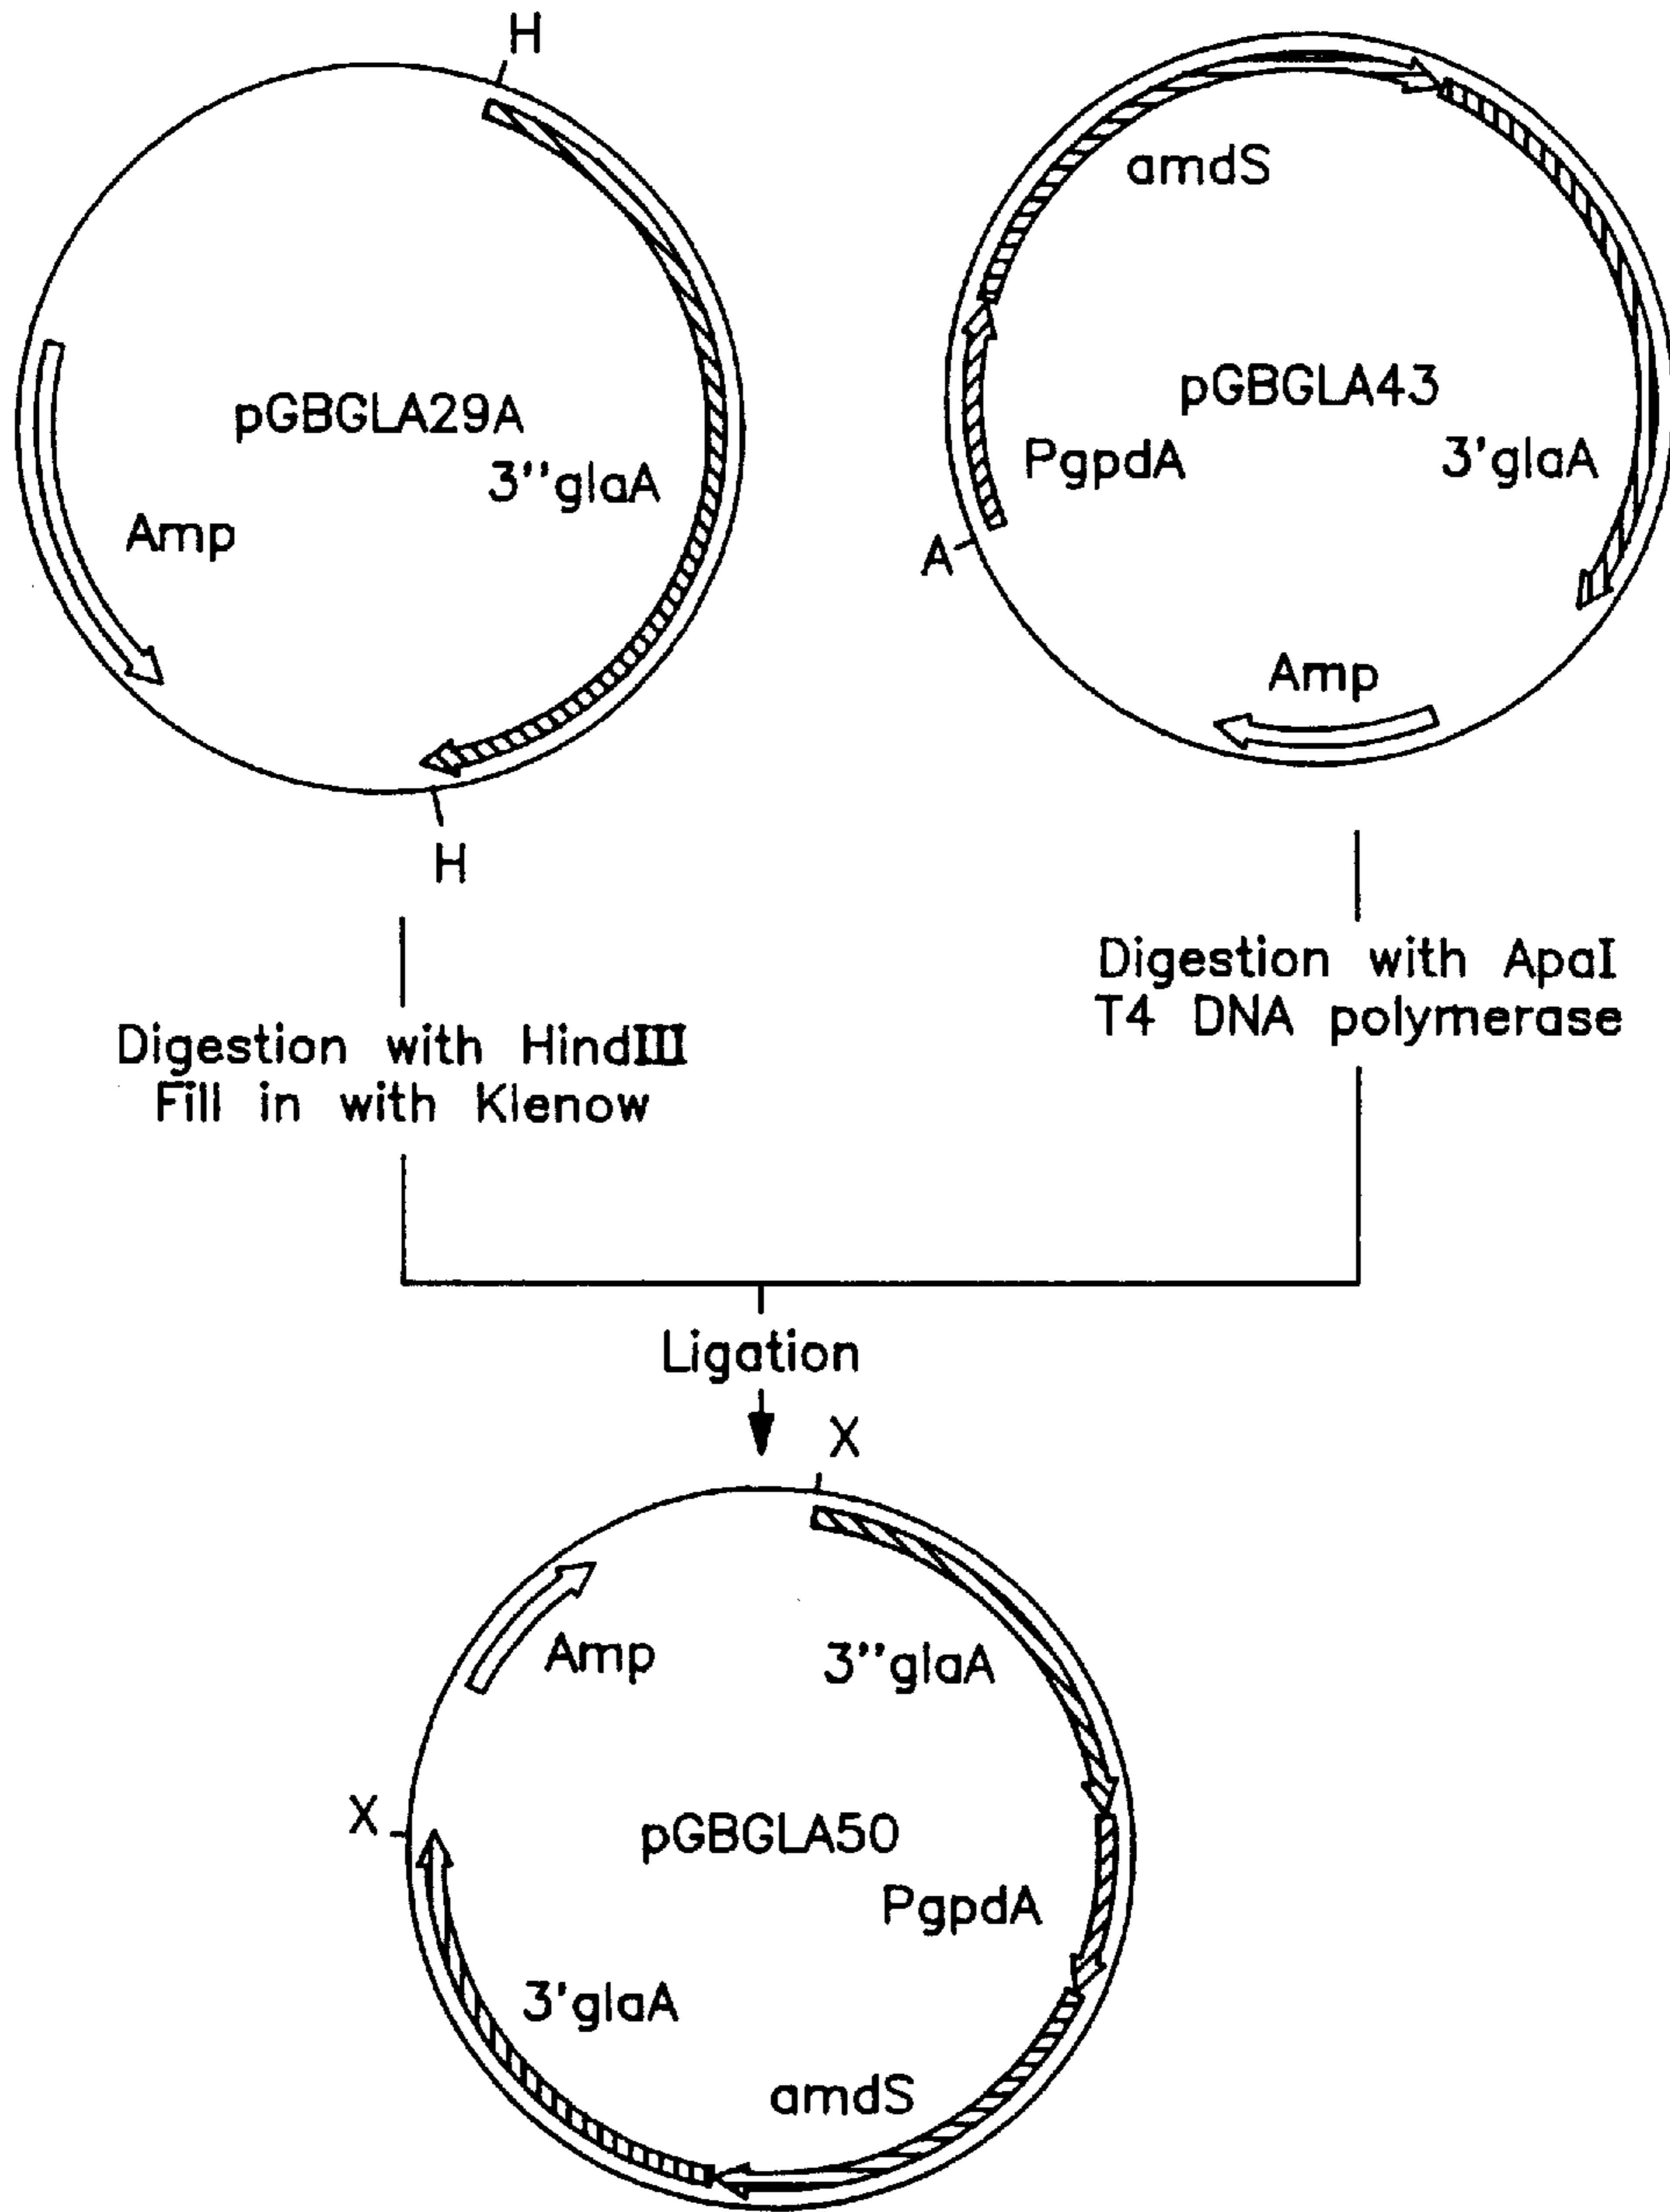 H
pGBGLA29A
3''glaA
Amp
H
amdS
pGBGLA43
PgpdA
3'glaA
A
Amp
Digestion with HindIII
Fill in with Klenow
Digestion with ApaI
T4 DNA polymerase
Ligation
X
Amp
3''glaA
X
pGBGLA50
PgpdA
3'glaA
amdS